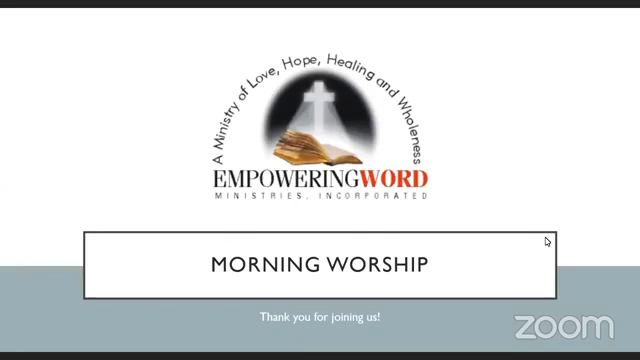 A Ministry of Love, Hope, Healing and Wholeness
EMPOWERINGWORD
MINISTRIES, INCORPORATED
MORNING WORSHIP
Thank you for joining us!
zoom